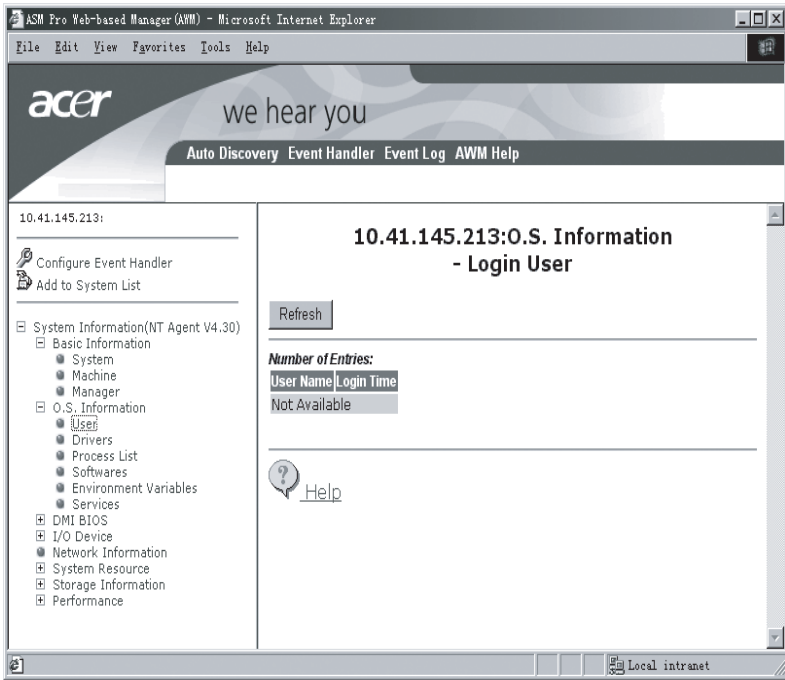 ASM Pro Web-based Manager(AWM) - Microsoft Internet Explorer
File Edit View Favorites Tools Help
acer
we hear you
Auto Discovery Event Handler Event Log AWM Help
10.41.145.213:
Configure Event Handler
Add to System List
System Information(NT Agent V4.30)
Basic Information
System
Machine
Manager
O.S. Information
User
Drivers
Process List
Softwares
Environment Variables
Services
DMI BIOS
I/O Device
Network Information
System Resource
Storage Information
Performance
10.41.145.213:O.S. Information
- Login User
Refresh
Number of Entries:
User Name Login Time
Not Available
? Help
Local intranet